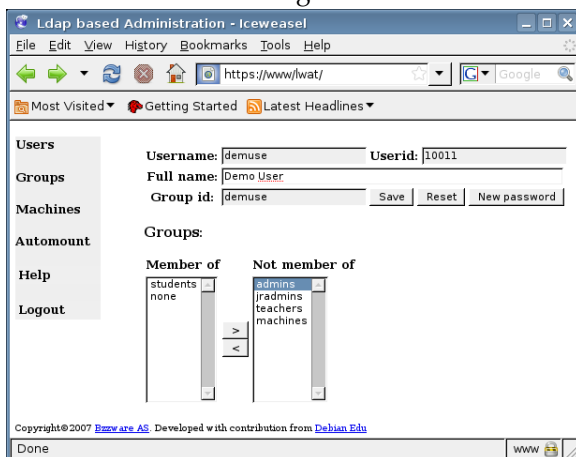 Ldap based Administration - Iceweasel
File Edit View History Bookmarks Tools Help
https://www/lwat/ G Google
Most Visited Getting Started Latest Headlines
Users
Groups
Machines
Automount
Help
Logout
Username: demuse Userid: 10011
Full name: Demo User
Group id: demuse Save Reset New password
Groups:
Member of Not member of
students
none
>
<
admins
jradmins
teachers
machines
Copyright©2007 Bzzware AS. Developed with contribution from Debian Edu
Done www